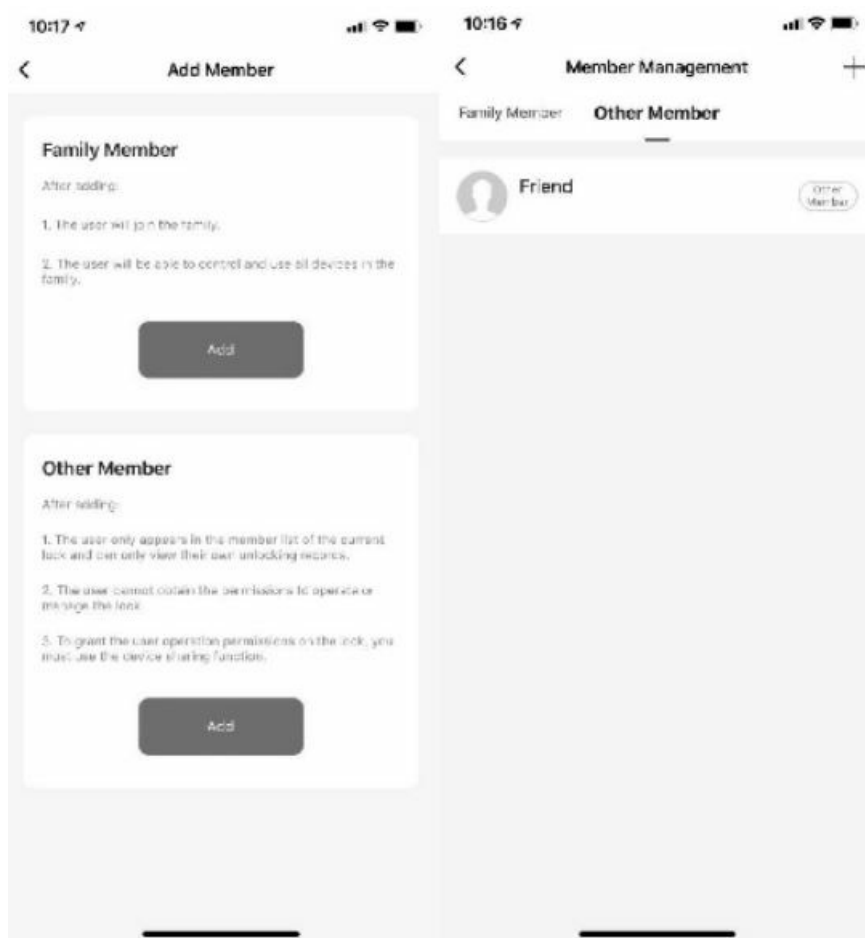 10:17
Add Member
Family Member
After adding:
1. The user will join the family.
2. The user will be able to control and use all devices in the
family.
Add
Other Member
After adding:
1. The user only appears in the member list of the current
lock and can only view their own unlocking records.
2. The user cannot obtain the permissions to operate or
manage the lock.
3. To grant the user operation permissions on the lock, you
must use the device sharing function.
Add
10:16
Member Management
Family Member Other Member
Friend
Other
Member